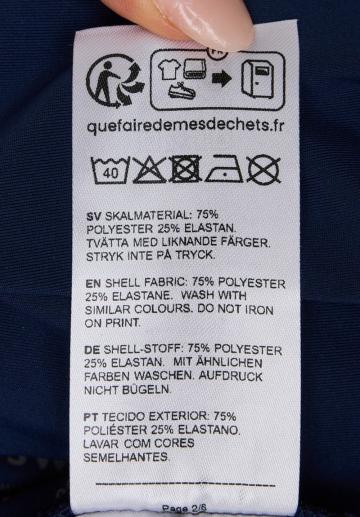 FR
quefairedemesdechets.fr
40
SV SKALMATERIAL: 75%
POLYESTER 25% ELASTAN.
TVÄTTA MED LIKNANDE FÄRGER.
STRYK INTE PÅ TRYCK.
EN SHELL FABRIC: 75% POLYESTER
25% ELASTANE. WASH WITH
SIMILAR COLOURS. DO NOT IRON
ON PRINT.
DE SHELL-STOFF: 75% POLYESTER
25% ELASTAN. MIT ÄHNLICHEN
FARBEN WASCHEN. AUFDRUCK
NICHT BÜGELN.
PT TECIDO EXTERIOR: 75%
POLIÉSTER 25% ELASTANO.
LAVAR COM CORES
SEMELHANTES.
Page 2/6